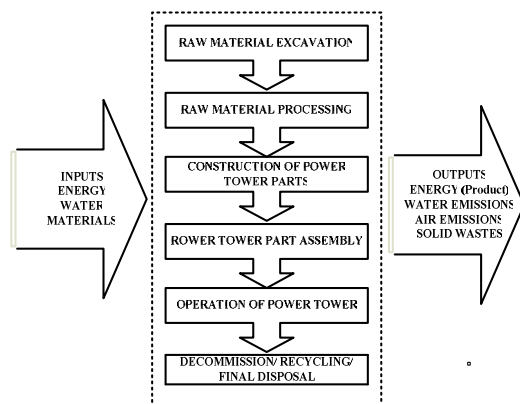 INPUTS
ENERGY
WATER
MATERIALS
RAW MATERIAL EXCAVATION
RAW MATERIAL PROCESSING
CONSTRUCTION OF POWER
TOWER PARTS
ROWER TOWER PART ASSEMBLY
OPERATION OF POWER TOWER
DECOMMISSION/ RECYCLING/
FINAL DISPOSAL
OUTPUTS
ENERGY (Product)
WATER EMISSIONS
AIR EMISSIONS
SOLID WASTES